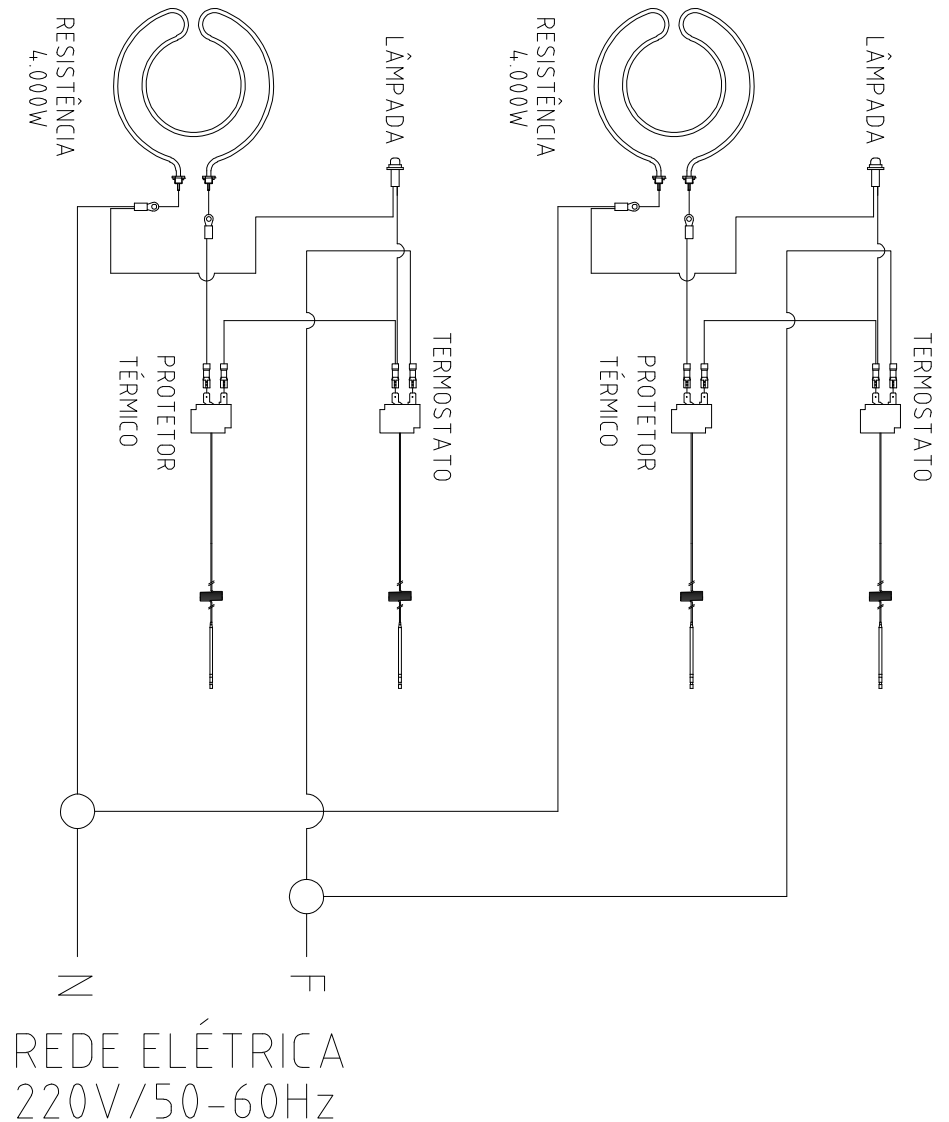 RESISTÊNCIA
4.000W
LÂMPADA
RESISTÊNCIA
4.000W
LÂMPADA
PROTETOR
TÉRMICO
TERMOSTATO
PROTETOR
TÉRMICO
TERMOSTATO
N
F
REDE ELÉTRICA
220V/50-60Hz